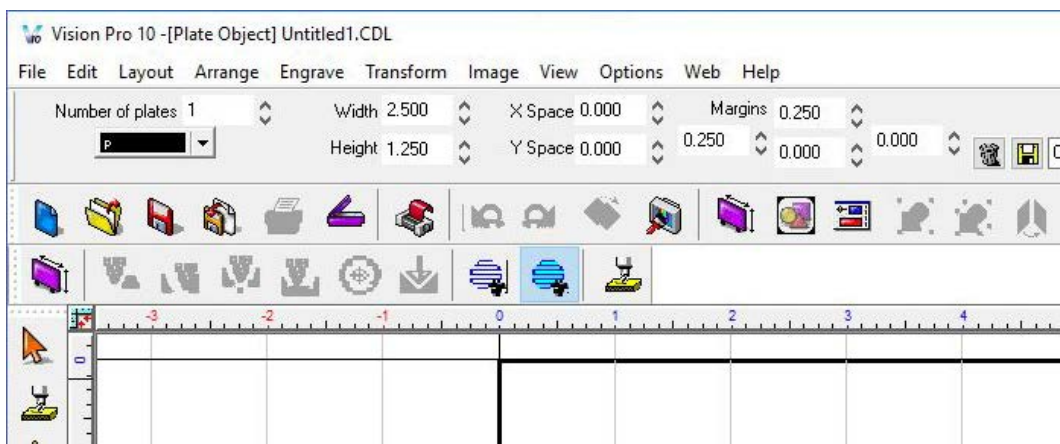 Vision Pro 10 -[Plate Object] Untitled1.CDL
File Edit Layout Arrange Engrave Transform Image View Options Web Help
Number of plates 1 Width 2.500 X Space 0.000 Margins 0.250
P Height 1.250 Y Space 0.000 0.250 0.000 0.000
-3 -2 -1 0 1 2 3 4
0